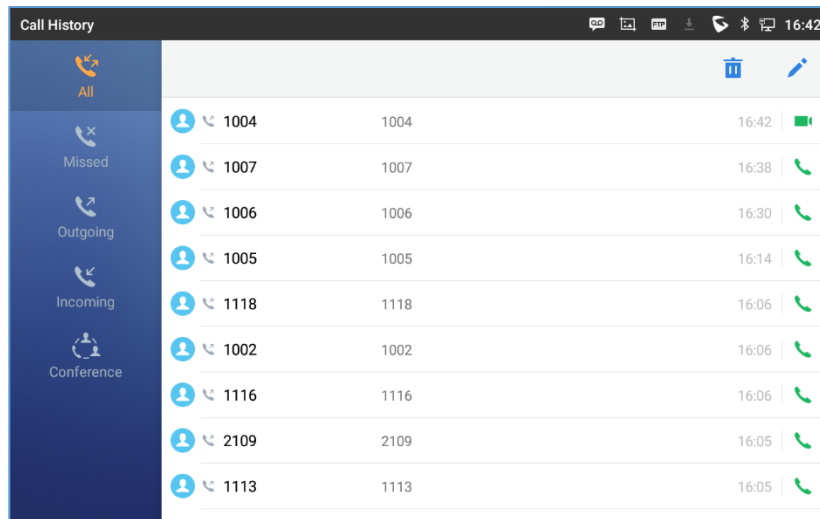 Call History FTP 16:42
All
Missed
Outgoing
Incoming
Conference
1004 1004 16:42
1007 1007 16:38
1006 1006 16:30
1005 1005 16:14
1118 1118 16:06
1002 1002 16:06
1116 1116 16:06
2109 2109 16:05
1113 1113 16:05